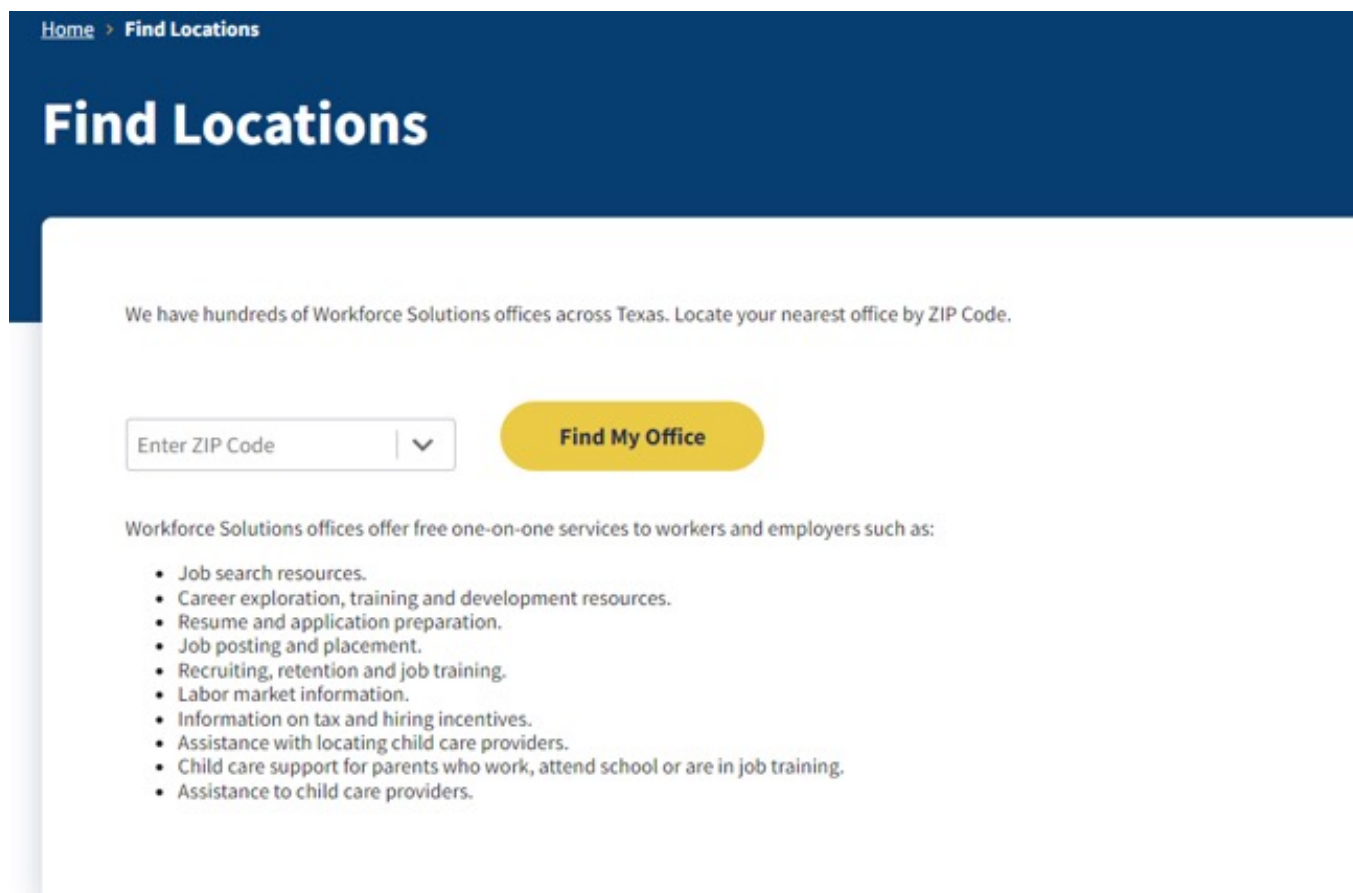 Home > Find Locations
Find Locations
We have hundreds of Workforce Solutions offices across Texas. Locate your nearest office by ZIP Code.
Enter ZIP Code
Find My Office
Workforce Solutions offices offer free one-on-one services to workers and employers such as:
• Job search resources.
• Career exploration, training and development resources.
• Resume and application preparation.
• Job posting and placement.
• Recruiting, retention and job training.
• Labor market information.
• Information on tax and hiring incentives.
• Assistance with locating child care providers.
• Child care support for parents who work, attend school or are in job training.
• Assistance to child care providers.